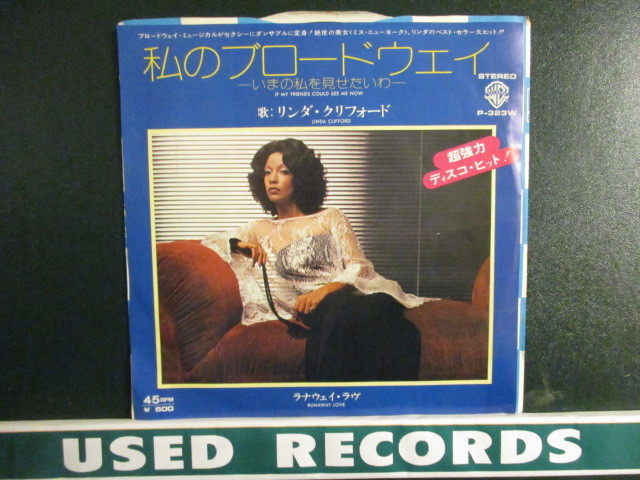 ブロードウェイ・ミュージカルがセクシーにダンサブルに変身！絶世の美女《ミス・ニューヨーク》、リンダのベスト・セラー大ヒット!!
私のブロードウェイ
—いまの私を見せたいわ—
IF MY FRIENDS COULD SEE ME NOW
歌：リンダ・クリフォード
LINDA CLIFFORD
STEREO
P-323W
超強力
ディスコ・ヒット！
45RPM
¥600
ラナウェイ・ラヴ
RUNAWAY LOVE
USED RECORDS